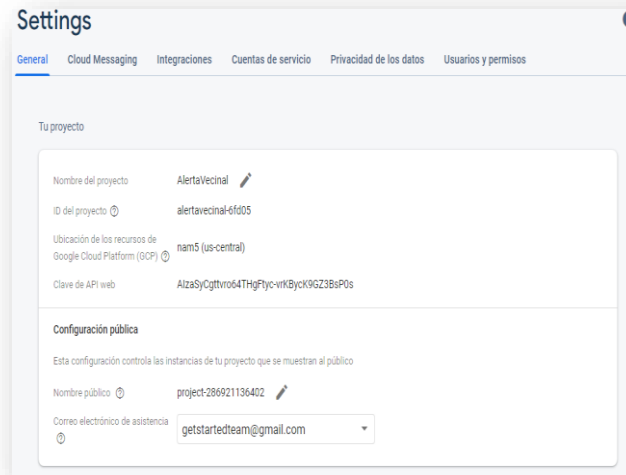 Settings
General Cloud Messaging Integraciones Cuentas de servicio Privacidad de los datos Usuarios y permisos
Tu proyecto
Nombre del proyecto AlertaVecinal
ID del proyecto alertavecinal-6fd05
Ubicación de los recursos de
Google Cloud Platform (GCP) nam5 (us-central)
Clave de API web AIzaSyCgttvro64THgFtyc-vrKBycK9GZ3BsP0s
Configuración pública
Esta configuración controla las instancias de tu proyecto que se muestran al público
Nombre público project-286921136402
Correo electrónico de asistencia getstartedteam@gmail.com